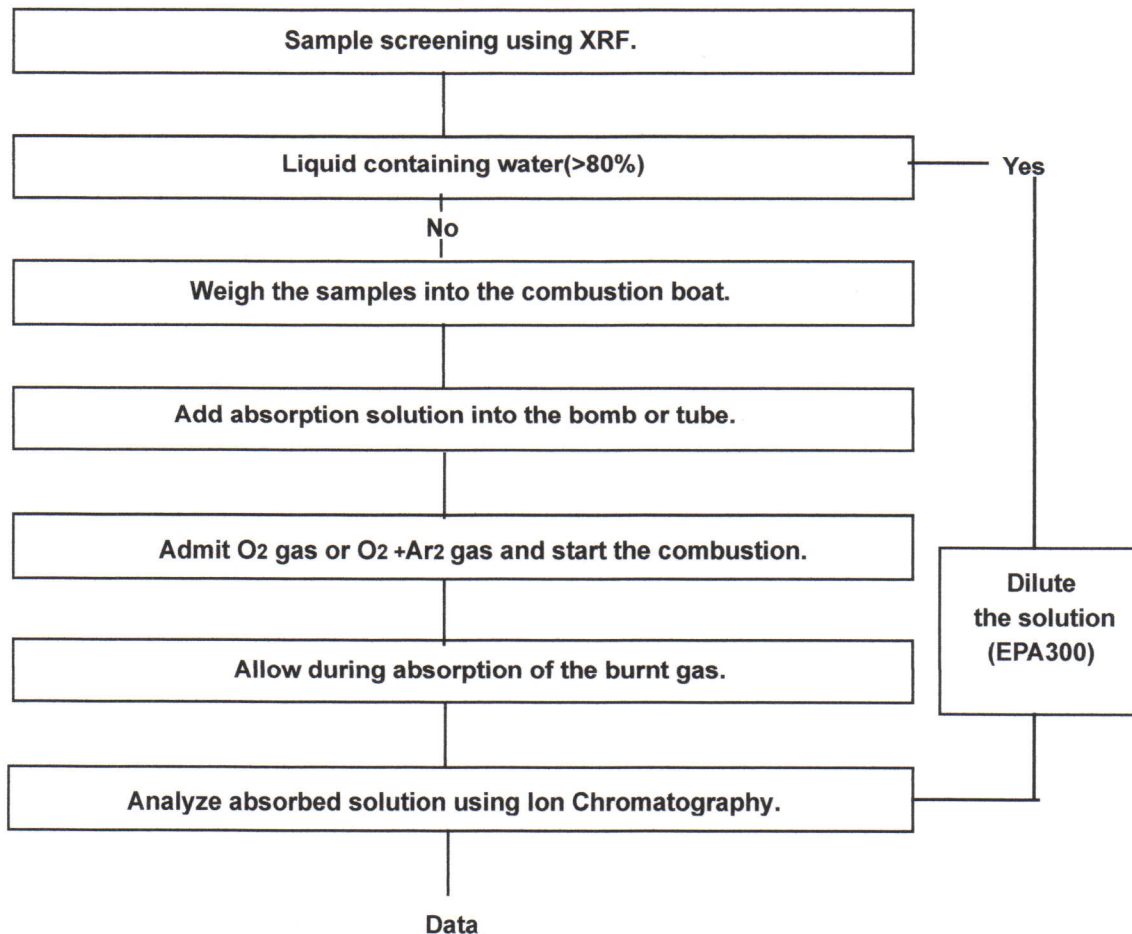 Sample screening using XRF.
Liquid containing water(>80%)
Yes
No
Weigh the samples into the combustion boat.
Add absorption solution into the bomb or tube.
Admit O2 gas or O2 +Ar2 gas and start the combustion.
Dilute
the solution
(EPA300)
Allow during absorption of the burnt gas.
Analyze absorbed solution using Ion Chromatography.
Data